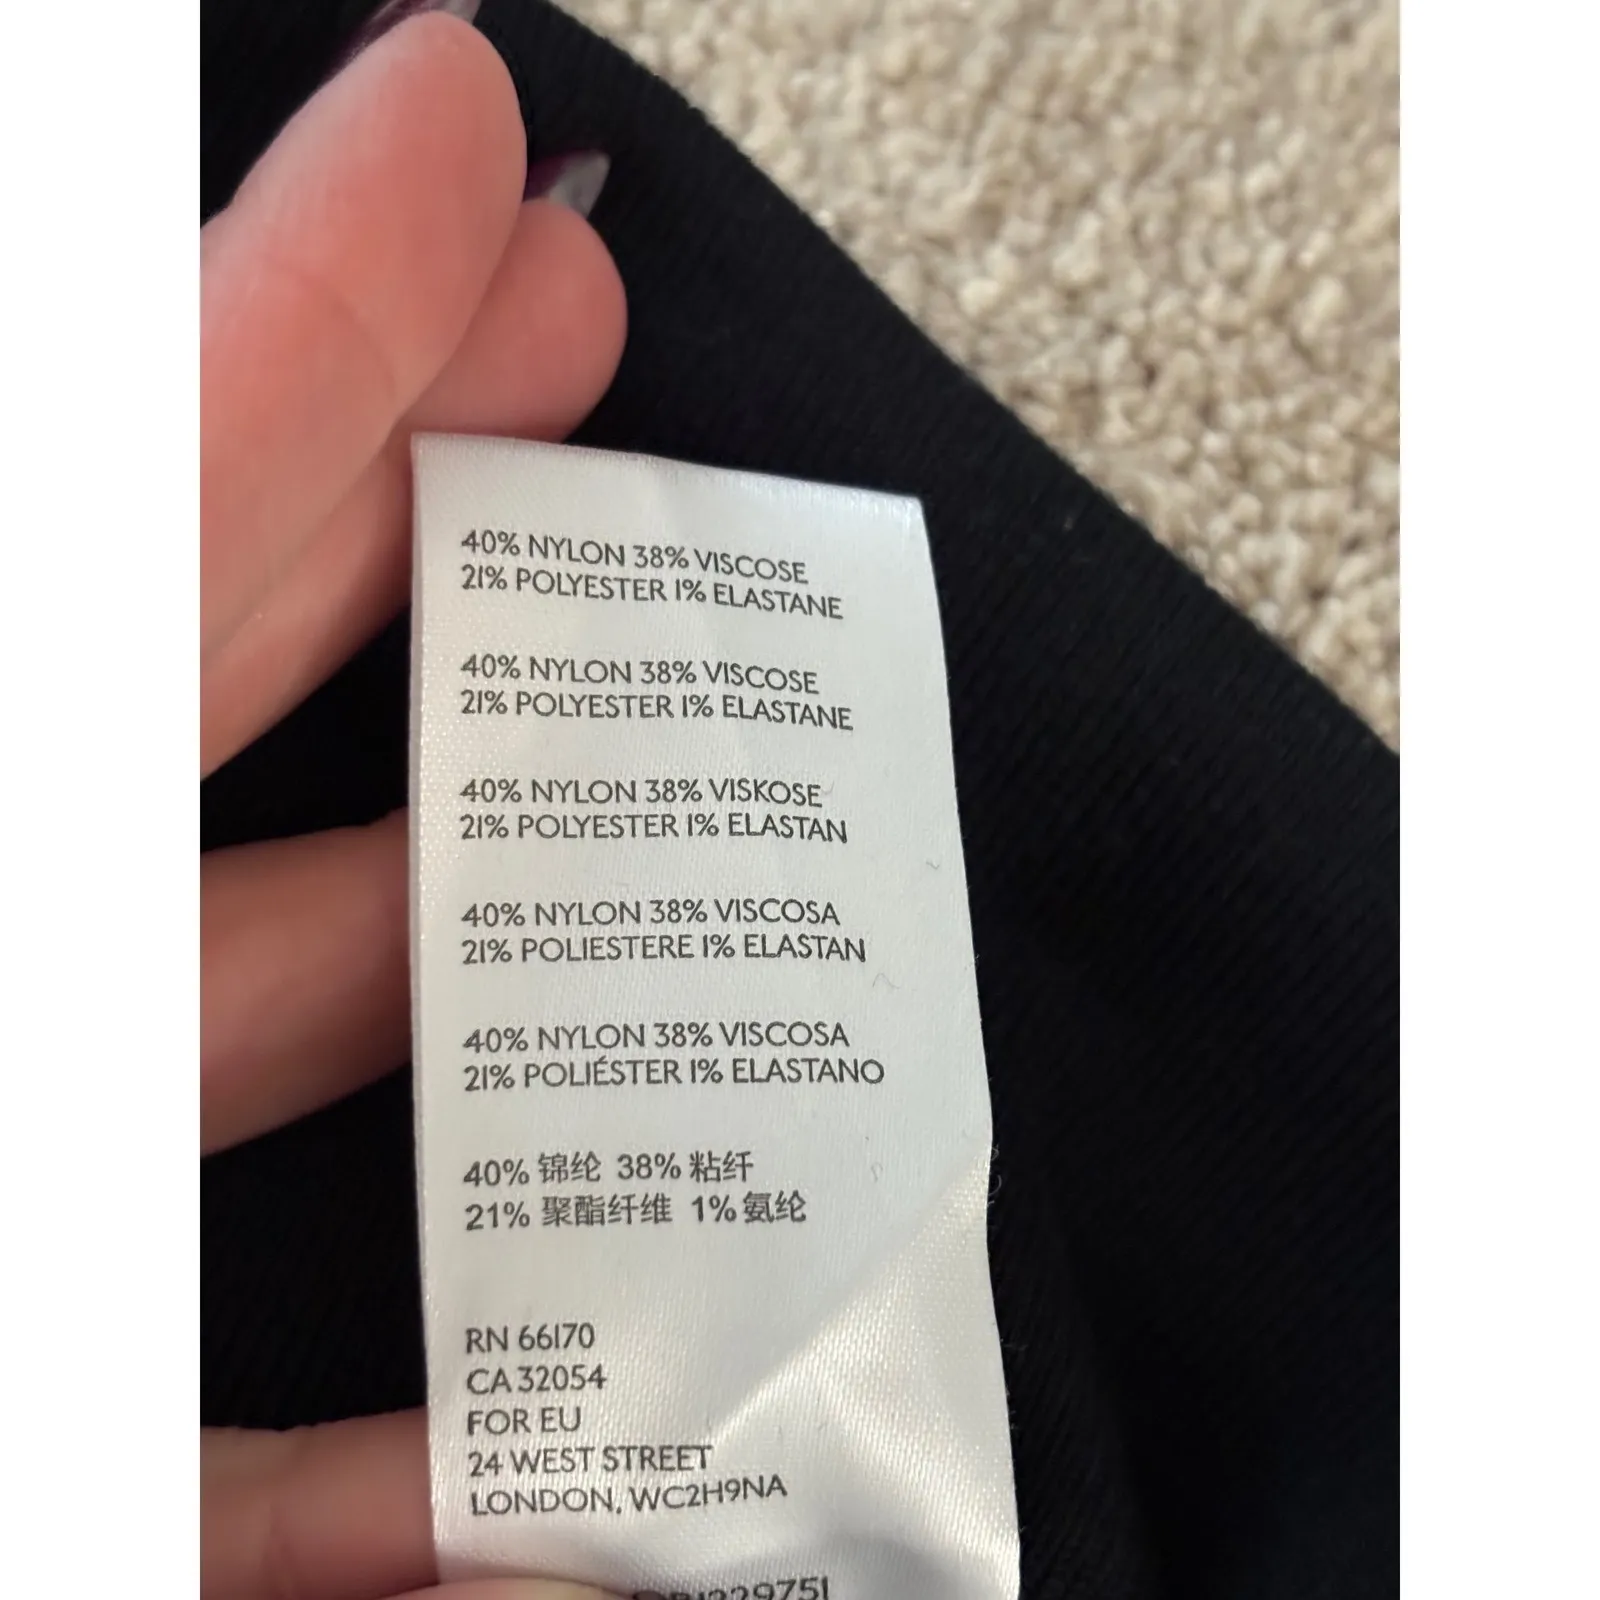 40% NYLON 38% VISCOSE
21% POLYESTER 1% ELASTANE
40% NYLON 38% VISCOSE
21% POLYESTER 1% ELASTANE
40% NYLON 38% VISKOSE
21% POLYESTER 1% ELASTAN
40% NYLON 38% VISCOSA
21% POLIESTERE 1% ELASTAN
40% NYLON 38% VISCOSA
21% POLIÉSTER 1% ELASTANO
40% 锦纶 38% 粘纤
21% 聚酯纤维 1% 氨纶
RN 66170
CA 32054
FOR EU
24 WEST STREET
LONDON, WC2H9NA